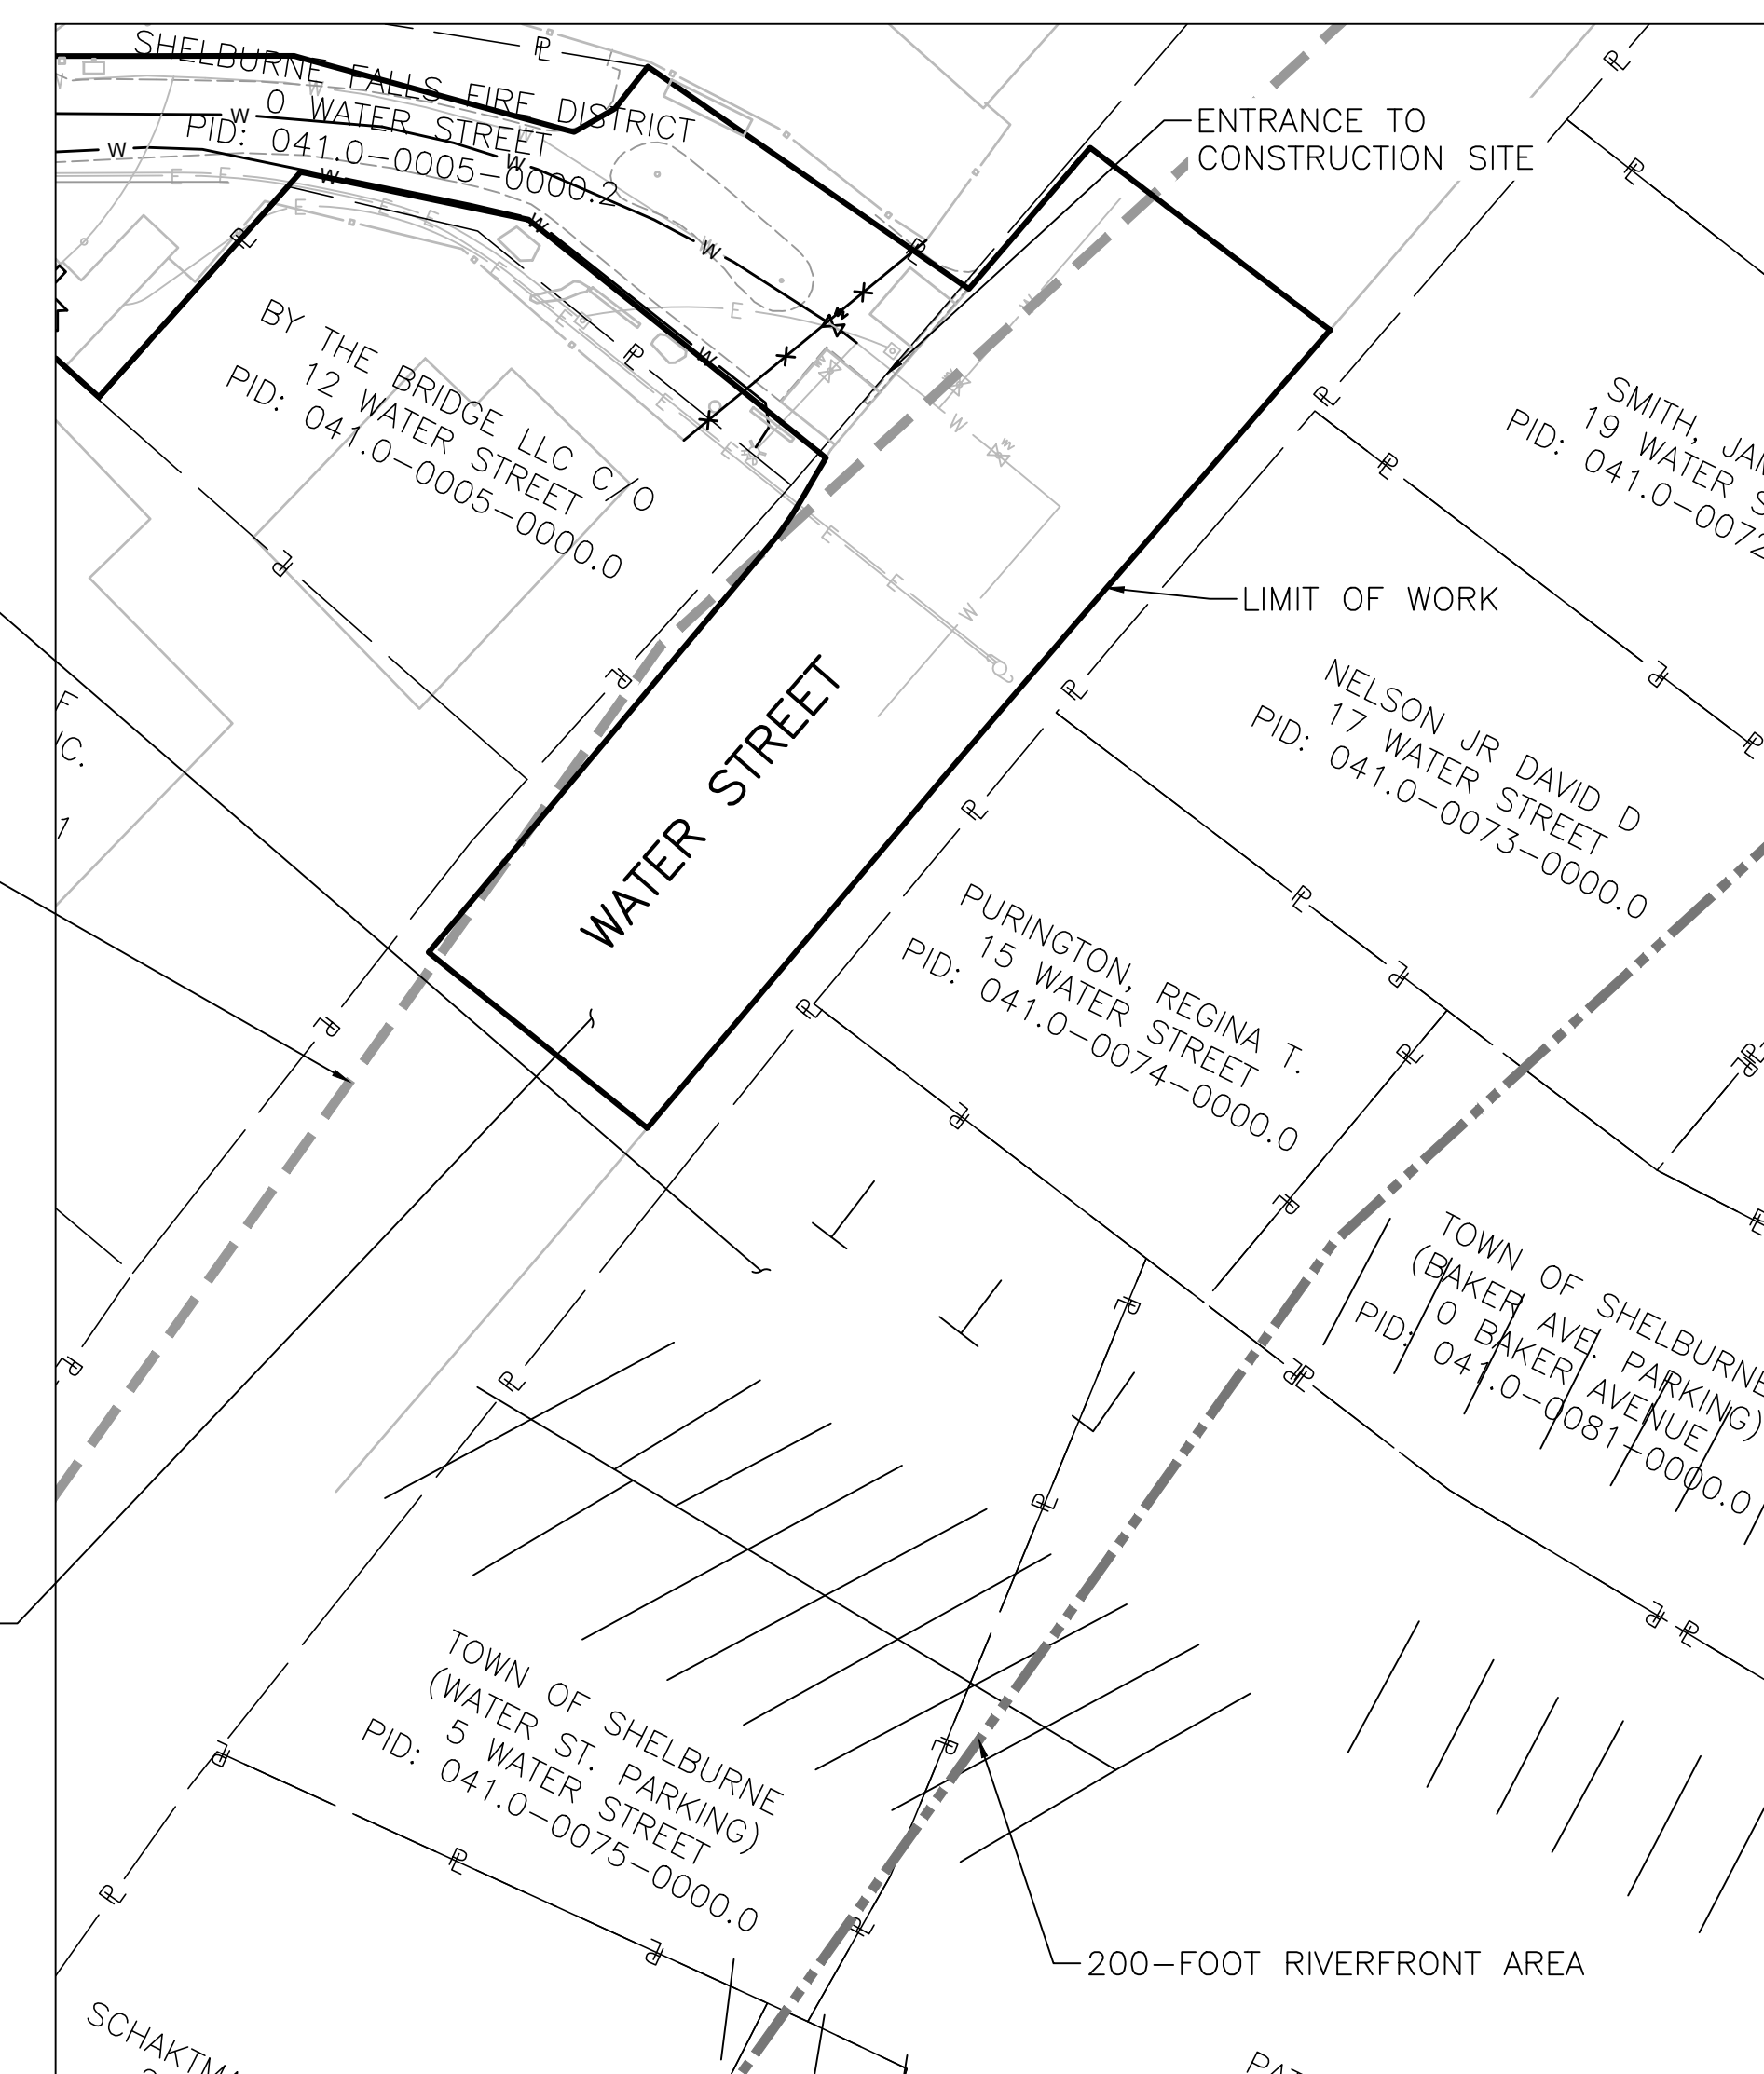 SHELBURNE FALLS FIRE DISTRICT
0 WATER STREET
PID: 041.0-0005-0000.2
ENTRANCE TO
CONSTRUCTION SITE
BY THE BRIDGE LLC C/O
12 WATER STREET
PID: 041.0-0005-0000.0
SMITH, JAM
19 WATER S
PID: 041.0-0072
LIMIT OF WORK
F
C.
1
WATER STREET
NELSON JR DAVID D
17 WATER STREET
PID: 041.0-0073-0000.0
PURINGTON, REGINA T.
15 WATER STREET
PID: 041.0-0074-0000.0
TOWN OF SHELBURNE
(BAKER AVE. PARKING)
0 BAKER AVENUE
PID: 041.0-0081-0000.0
TOWN OF SHELBURNE
(WATER ST. PARKING)
5 WATER STREET
PID: 041.0-0075-0000.0
200-FOOT RIVERFRONT AREA
SCHAKTMA
PAT